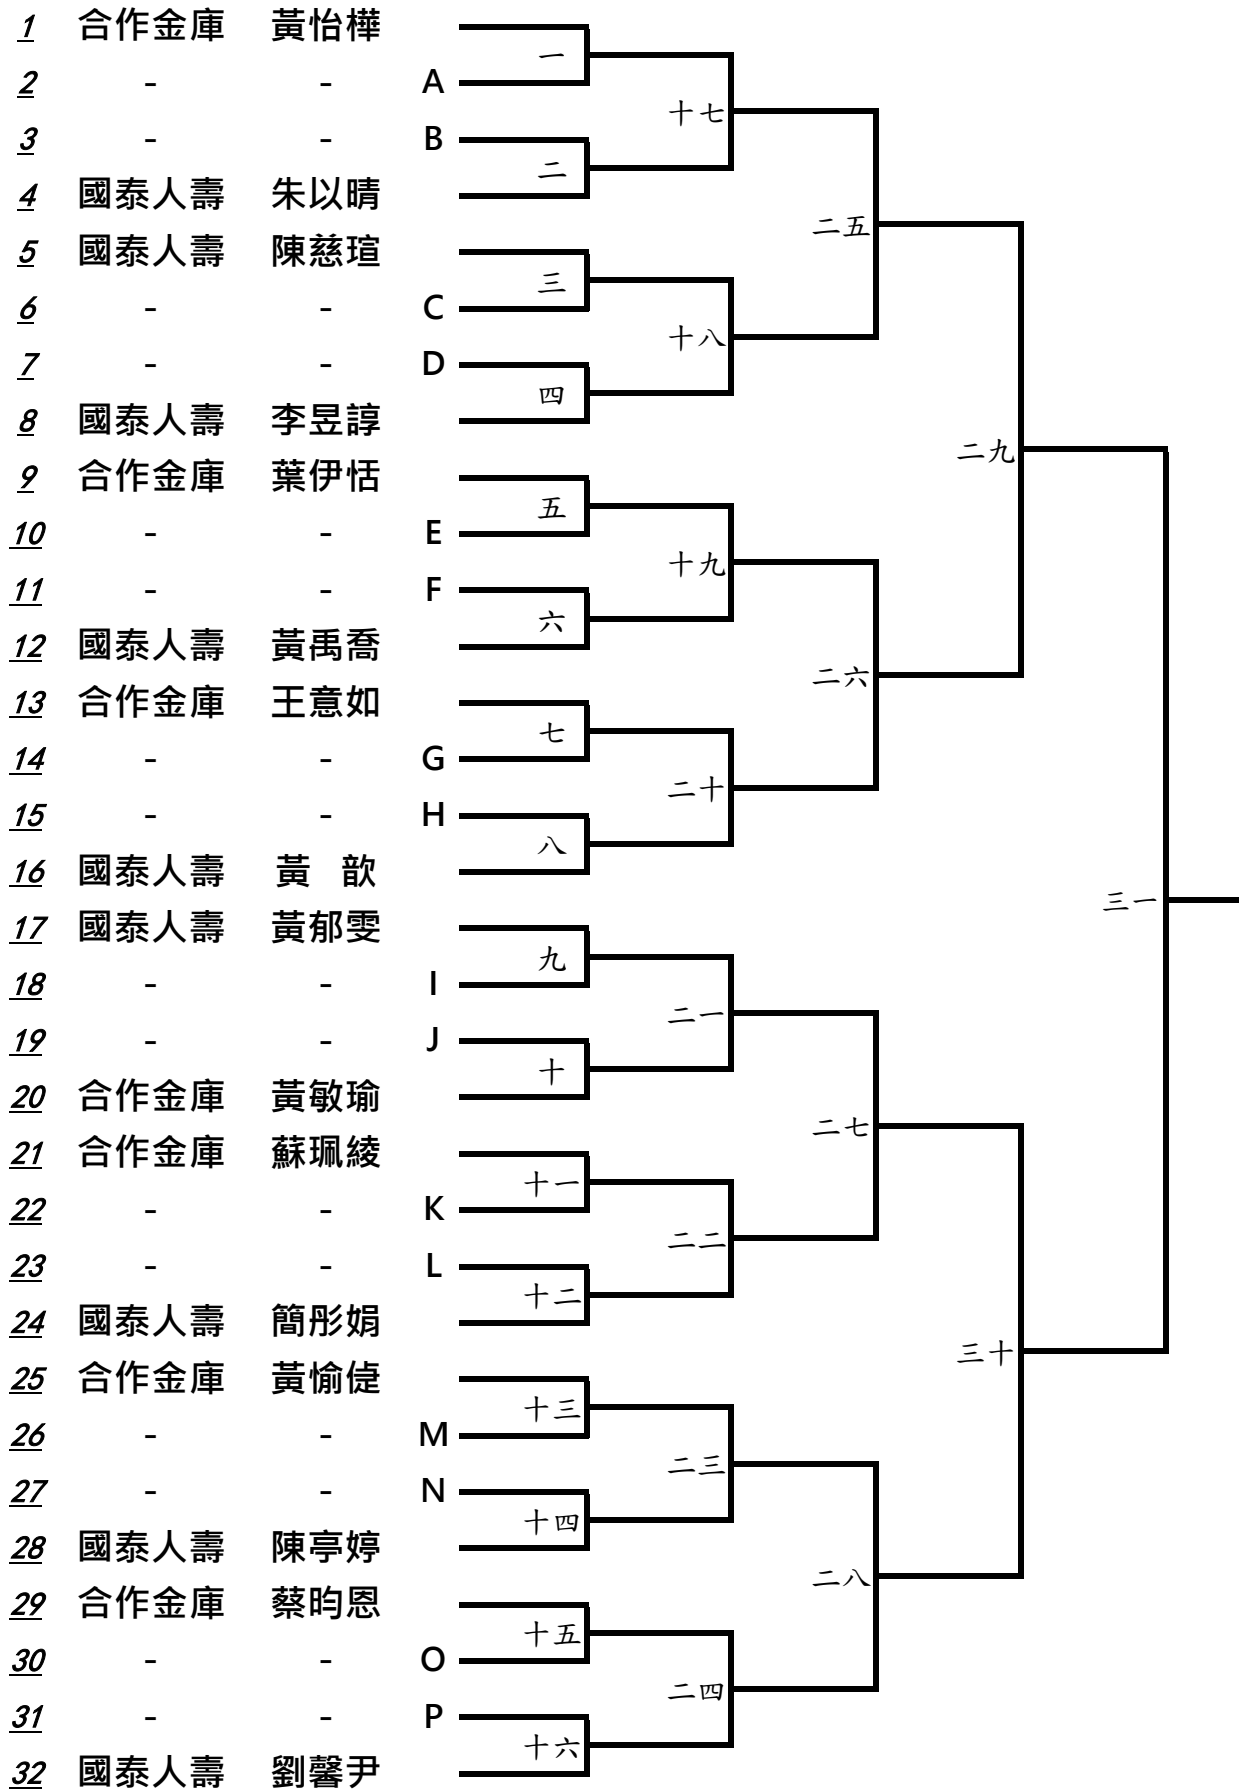 1 合作金庫 黃怡樺
一
2 - - A
十七
3 - - B
二
4 國泰人壽 朱以晴
二五
5 國泰人壽 陳慈瑄
三
6 - - C
十八
7 - - D
四
8 國泰人壽 李昱諄
二九
9 合作金庫 葉伊恬
五
10 - - E
十九
11 - - F
六
12 國泰人壽 黃禹喬
二六
13 合作金庫 王意如
七
14 - - G
二十
15 - - H
八
16 國泰人壽 黃 歆
三一
17 國泰人壽 黃郁雯
九
18 - - I
二一
19 - - J
十
20 合作金庫 黃敏瑜
二七
21 合作金庫 蘇珮綾
十一
22 - - K
二二
23 - - L
十二
24 國泰人壽 簡彤娟
三十
25 合作金庫 黃愉偼
十三
26 - - M
二三
27 - - N
十四
28 國泰人壽 陳亭婷
二八
29 合作金庫 蔡昀恩
十五
30 - - O
二四
31 - - P
十六
32 國泰人壽 劉馨尹